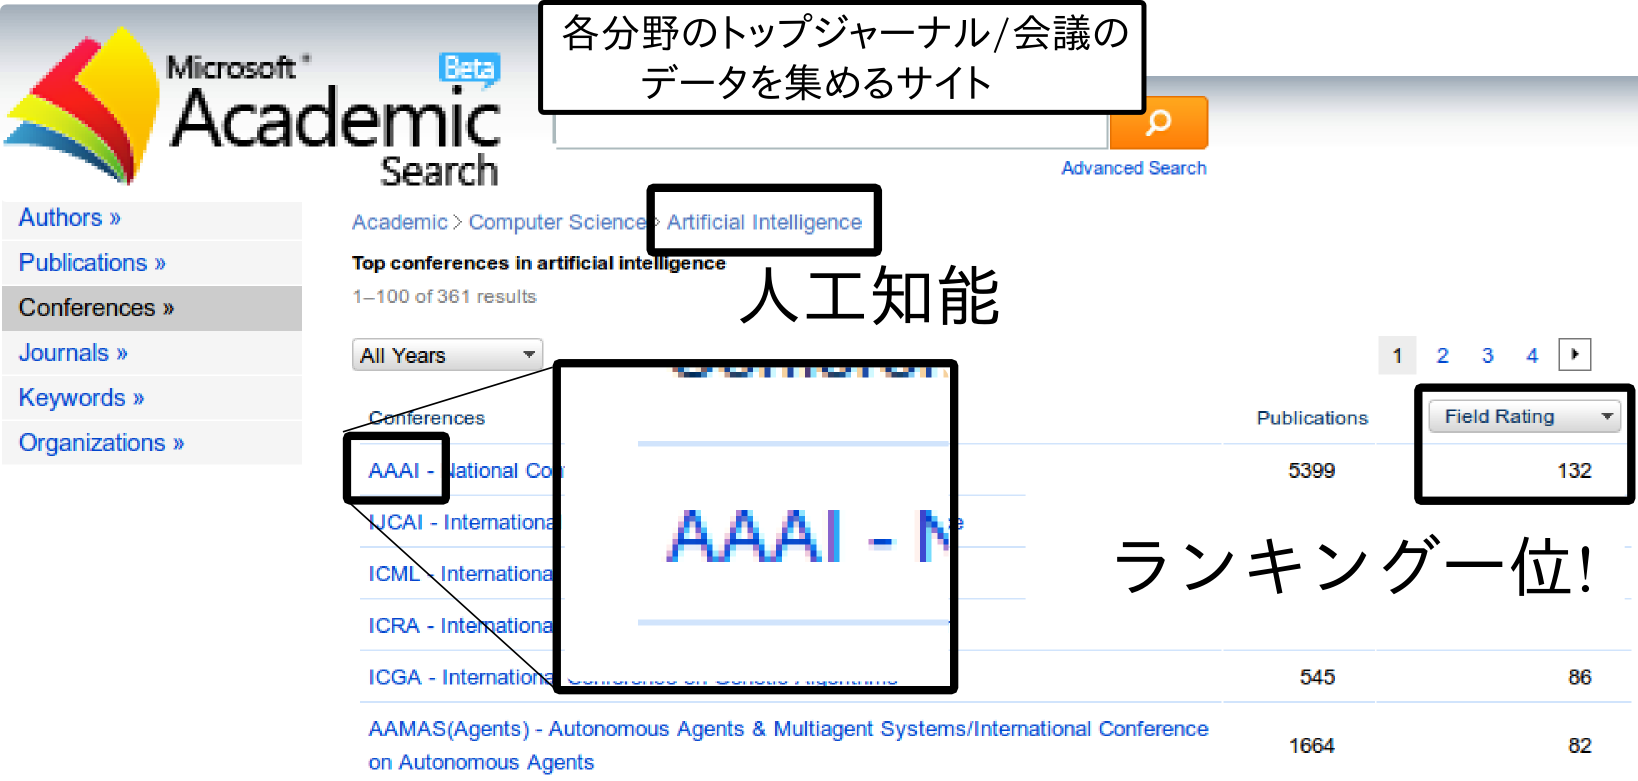 各分野のトップジャーナル/会議の
データを集めるサイト
Microsoft
Academic
Search
Beta
Advanced Search
Authors »
Publications »
Conferences »
Journals »
Keywords »
Organizations »
Academic > Computer Science > Artificial Intelligence
Top conferences in artificial intelligence
1–100 of 361 results
人工知能
All Years
1 2 3 4
Conferences Publications Field Rating
AAAI - National 5399 132
AAAI -
IJCAI - International
ICML - International
ランキング一位!
ICRA - International
ICGA - International Conference on Genetic Algorithms 545 86
AAMAS(Agents) - Autonomous Agents & Multiagent Systems/International Conference
on Autonomous Agents 1664 82